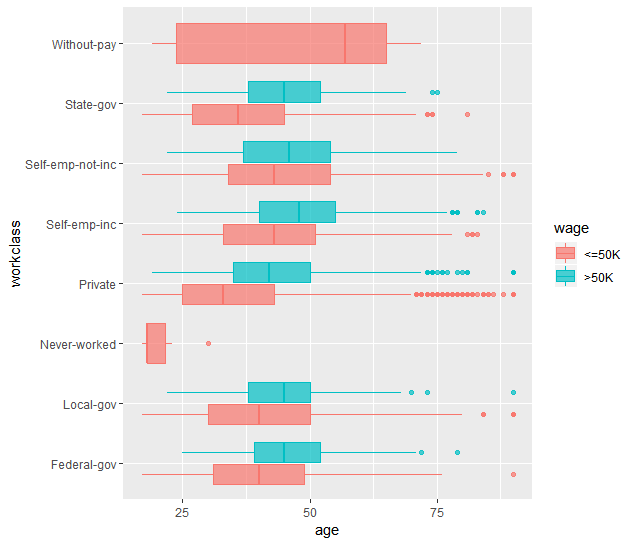 Without-pay
State-gov
Self-emp-not-inc
Self-emp-inc
Private
Never-worked
Local-gov
Federal-gov
workclass
25 50 75
age
wage
<=50K
>50K